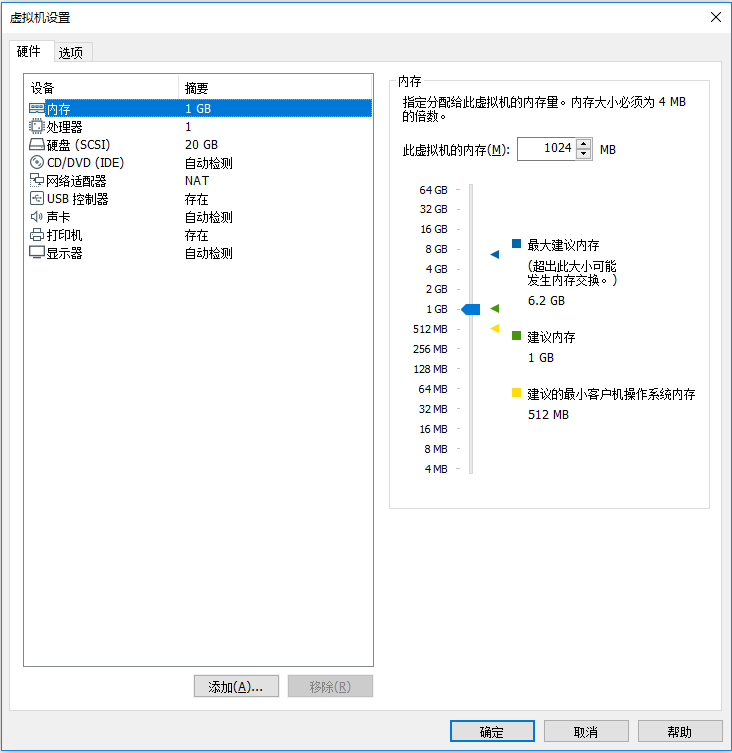 虚拟机设置
硬件 选项
设备 摘要
内存 1 GB
处理器 1
硬盘 (SCSI) 20 GB
CD/DVD (IDE) 自动检测
网络适配器 NAT
USB 控制器 存在
声卡 自动检测
打印机 存在
显示器 自动检测
添加(A)... 移除(R)
内存
指定分配给此虚拟机的内存量。内存大小必须为 4 MB
的倍数。
此虚拟机的内存(M): 1024 MB
64 GB
32 GB
16 GB
8 GB
4 GB
2 GB
1 GB
512 MB
256 MB
128 MB
64 MB
32 MB
16 MB
8 MB
4 MB
最大建议内存
(超出此大小可能
发生内存交换。)
6.2 GB
建议内存
1 GB
建议的最小客户机操作系统内存
512 MB
确定 取消 帮助